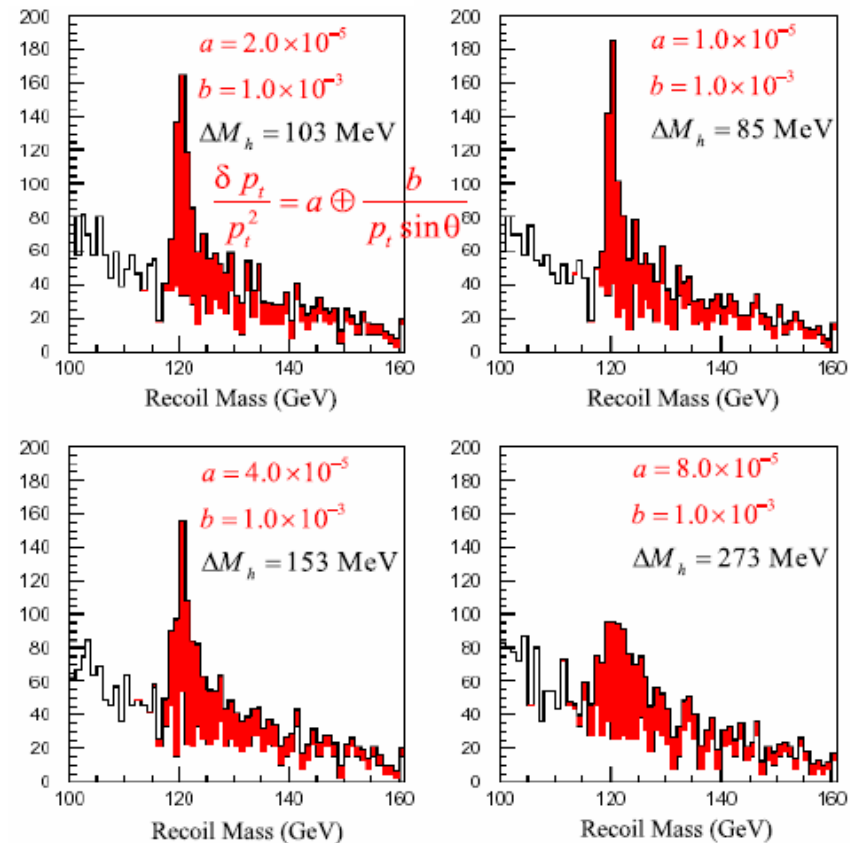 200
180
160
140
120
100
80
60
40
20
0
a = 2.0×10⁻⁵
b = 1.0×10⁻³
ΔM_h = 103 MeV
δ p_t / p_t² = a ⊕ b / p_t sinθ
100 120 140 160
Recoil Mass (GeV)
200
180
160
140
120
100
80
60
40
20
0
a = 1.0×10⁻⁵
b = 1.0×10⁻³
ΔM_h = 85 MeV
100 120 140 160
Recoil Mass (GeV)
200
180
160
140
120
100
80
60
40
20
0
a = 4.0×10⁻⁵
b = 1.0×10⁻³
ΔM_h = 153 MeV
100 120 140 160
Recoil Mass (GeV)
200
180
160
140
120
100
80
60
40
20
0
a = 8.0×10⁻⁵
b = 1.0×10⁻³
ΔM_h = 273 MeV
100 120 140 160
Recoil Mass (GeV)